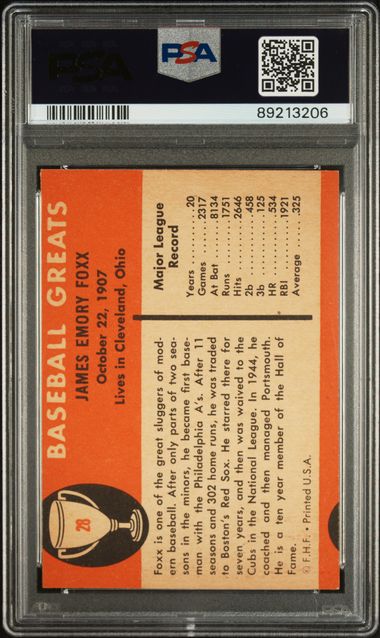 PSA
PSA
89213206
28
BASEBALL GREATS
JAMES EMORY FOXX
October 22, 1907
Lives in Cleveland, Ohio
Foxx is one of the great sluggers of mod-
ern baseball. After only parts of two sea-
sons in the minors, he became first base-
man with the Philadelphia A's. After 11
seasons and 302 home runs, he was traded
to Boston's Red Sox. He starred there for
seven years, and then was waived to the
Cubs in the National League. In 1944, he
coached and then managed Portsmouth.
He is a ten year member of the Hall of
Fame.
© F.H.F. • Printed U.S.A.
Major League
Record
Years ........ 20
Games ..... 2317
At Bat ..... 8134
Runs ....... 1751
Hits ........ 2646
2b .......... 458
3b .......... 125
HR .......... 534
RBI ........ 1921
Average ... .325